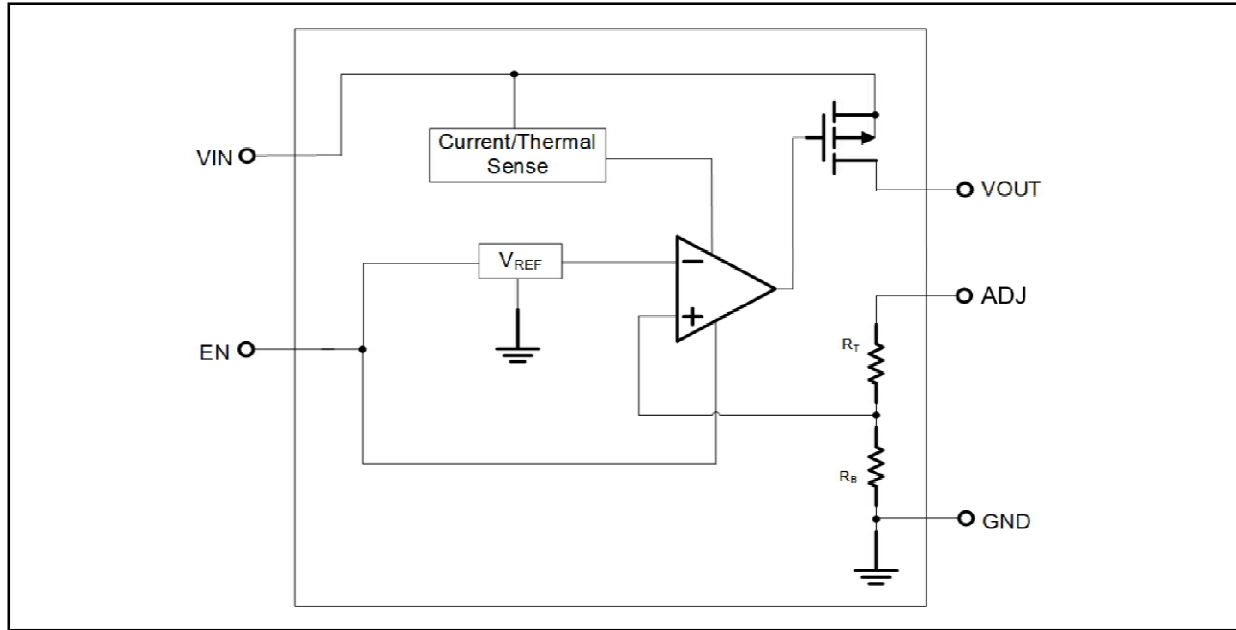 Current/Thermal
Sense
VIN
VOUT
VREF
−
+
ADJ
EN
RT
RB
GND